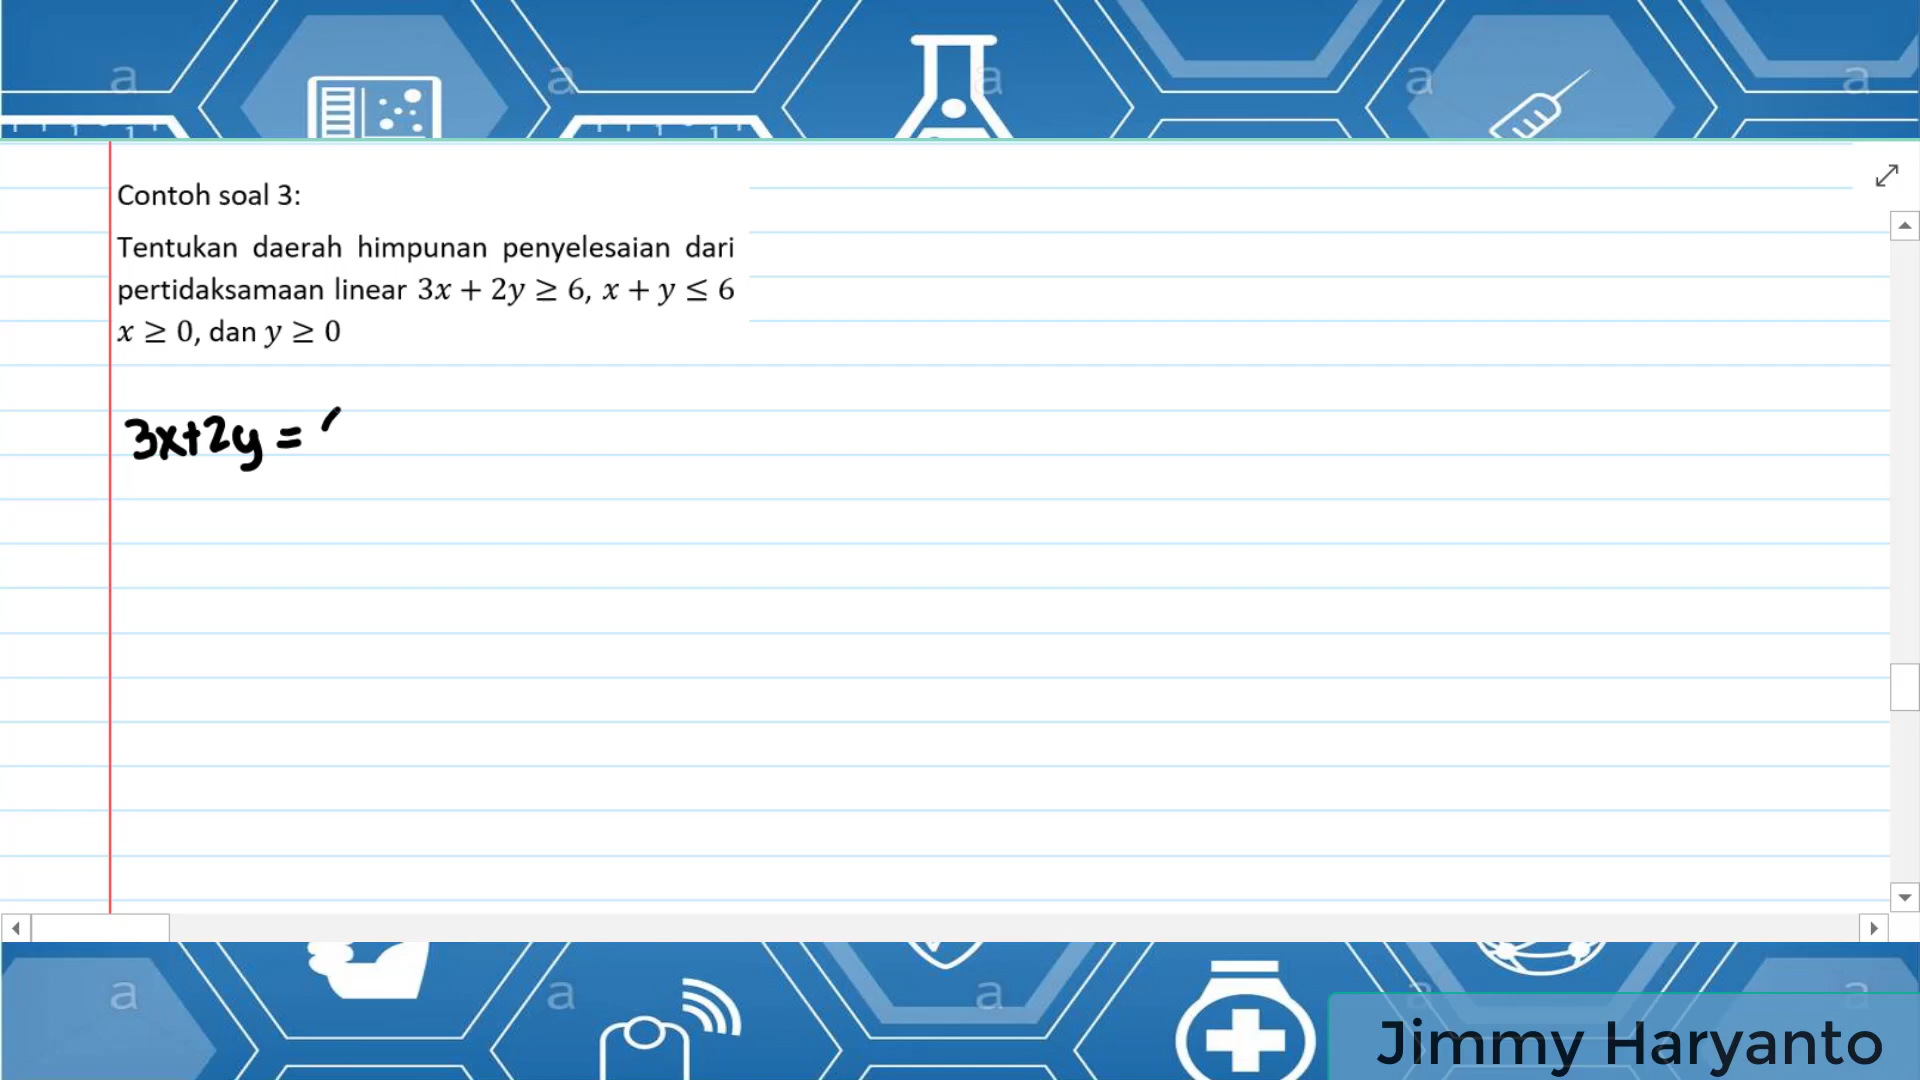 Contoh soal 3:
Tentukan daerah himpunan penyelesaian dari
pertidaksamaan linear 3x + 2y ≥ 6, x + y ≤ 6
x ≥ 0, dan y ≥ 0
3x+2y =
Jimmy Haryanto